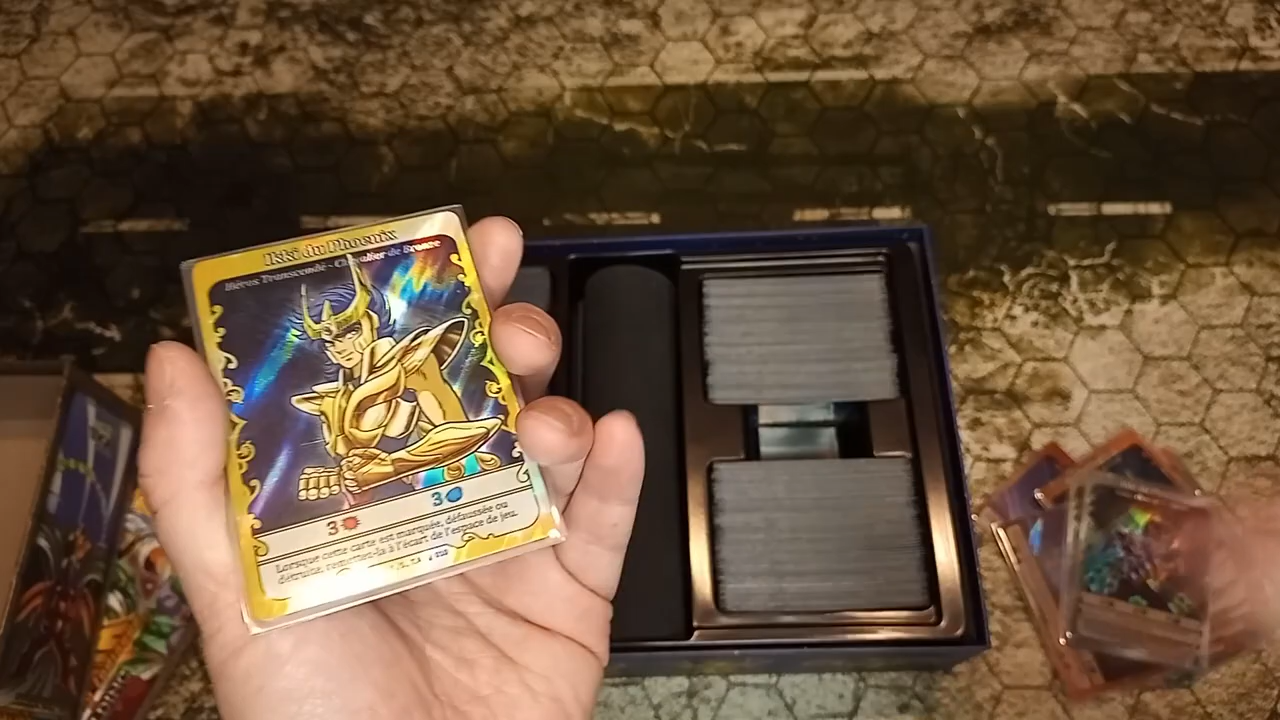 Ikki du Phoenix
Héros Transcendé - Chevalier de Bronze
3 3
Lorsque cette carte est marquée, défaussée ou
détruite, remettez-la à l'écart de l'espace de jeu.